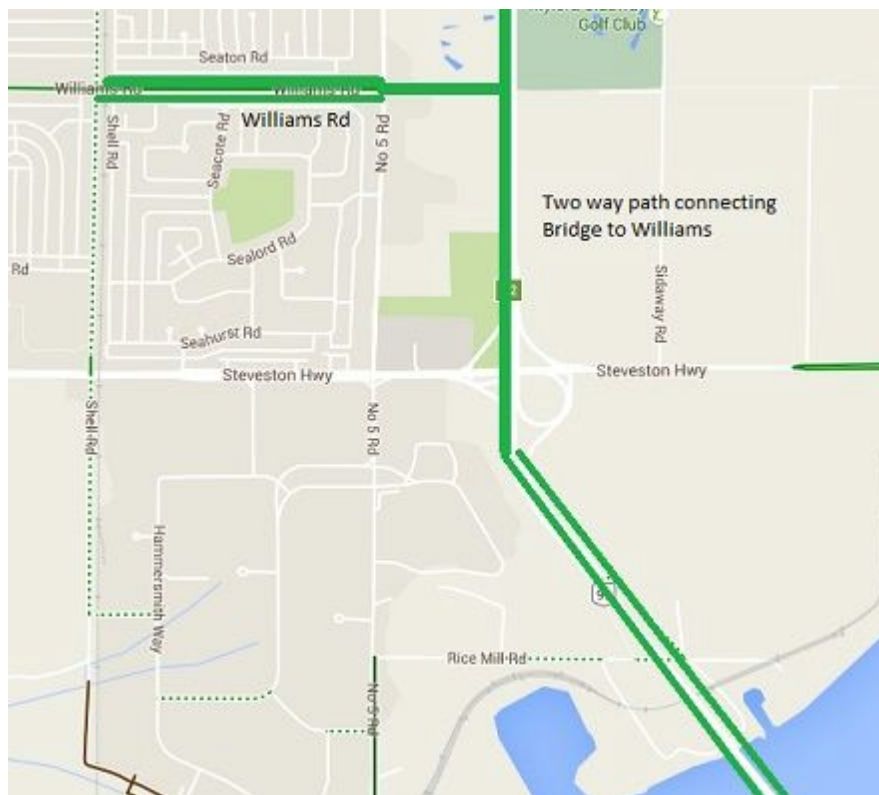 Golf Club
Seaton Rd
Williams Rd
Williams Rd
Williams Rd
Shell Rd
Seacote Rd
No 5 Rd
Two way path connecting
Bridge to Williams
Sealord Rd
Rd
Sidaway Rd
Seahurst Rd
Steveston Hwy
Steveston Hwy
Shell Rd
No 5 Rd
Hammersmith Way
Rice Mill Rd
No 5 Rd